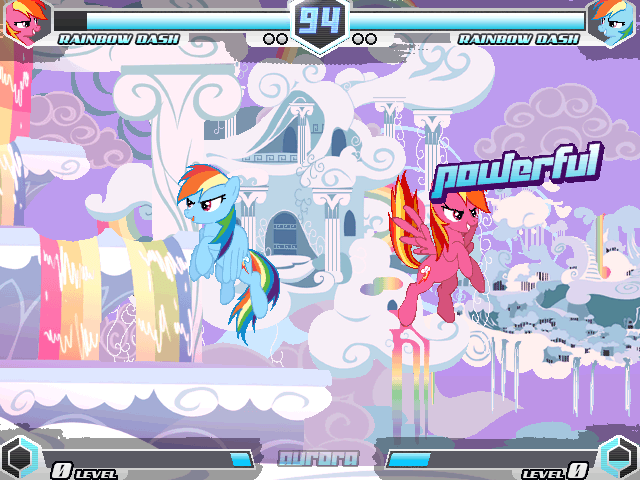 94
RAINBOW DASH
RAINBOW DASH
powerful
0 LEVEL
aurora
LEVEL 0